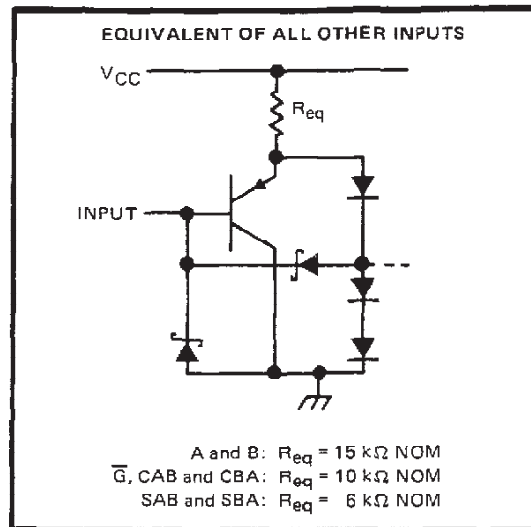 EQUIVALENT OF ALL OTHER INPUTS
VCC
Req
INPUT
A and B: Req = 15 kΩ NOM
G̅, CAB and CBA: Req = 10 kΩ NOM
SAB and SBA: Req = 6 kΩ NOM